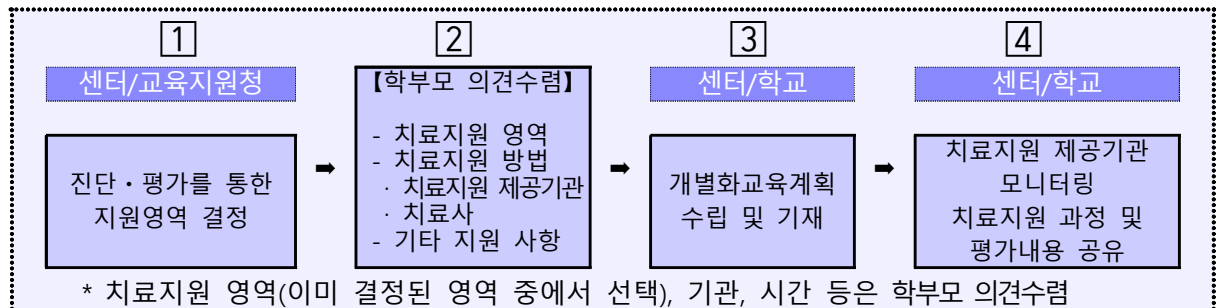 1
센터/교육지원청
진단・평가를 통한
지원영역 결정
➡
2
【학부모 의견수렴】
- 치료지원 영역
- 치료지원 방법
· 치료지원 제공기관
· 치료사
- 기타 지원 사항
➡
3
센터/학교
개별화교육계획
수립 및 기재
➡
4
센터/학교
치료지원 제공기관
모니터링
치료지원 과정 및
평가내용 공유
* 치료지원 영역(이미 결정된 영역 중에서 선택), 기관, 시간 등은 학부모 의견수렴